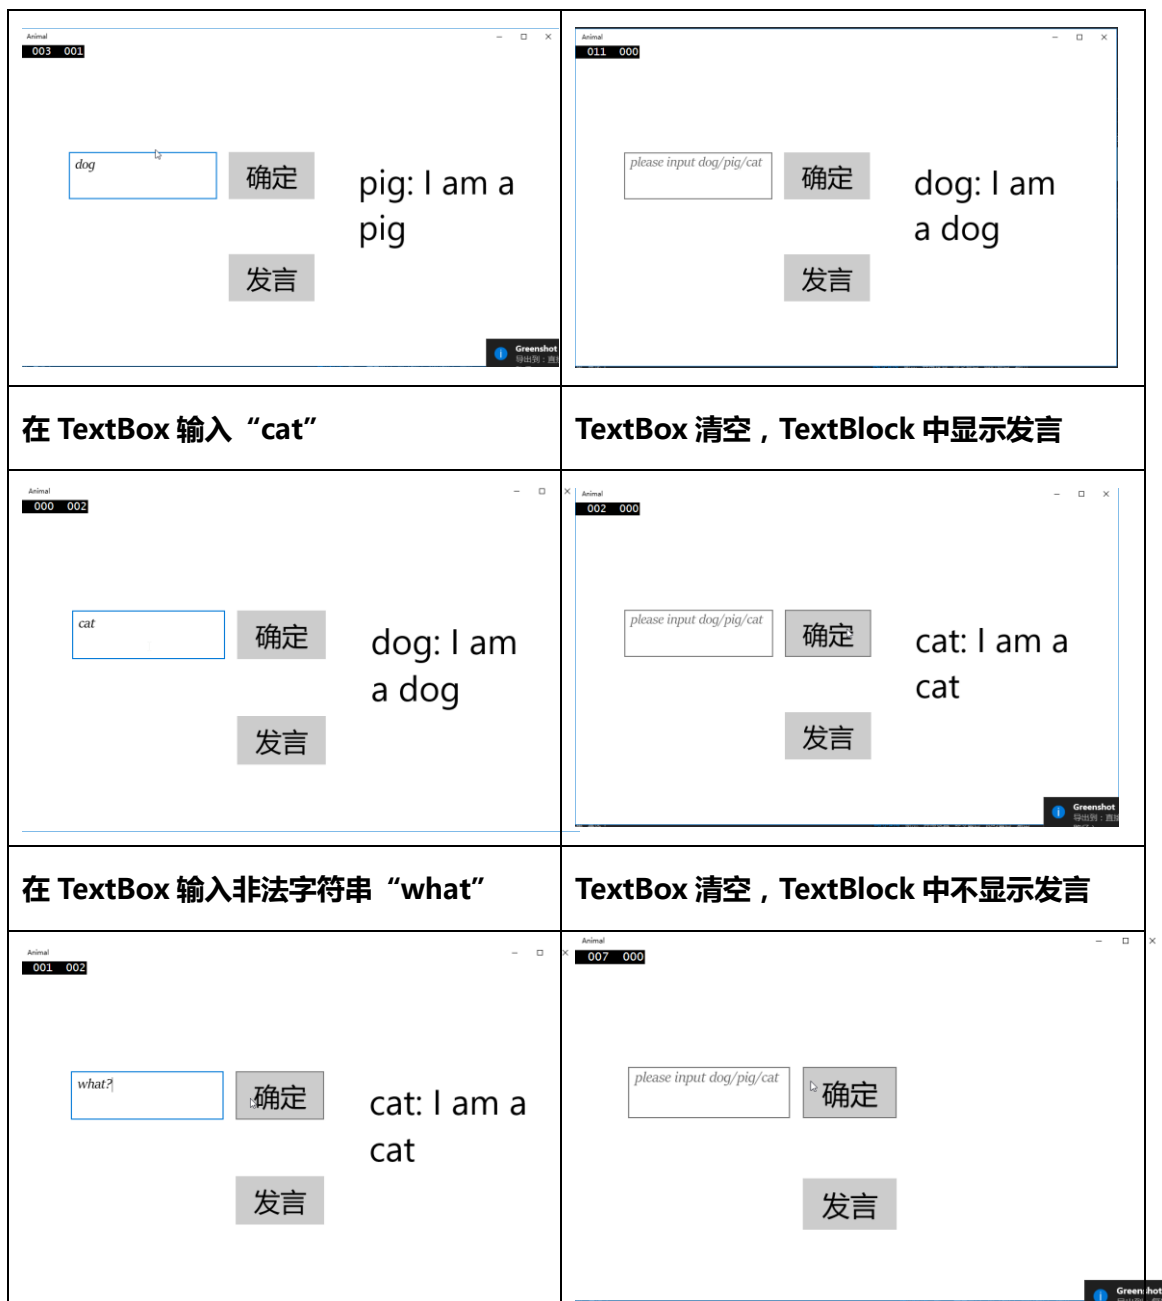 Animal
003 001
dog
确定
pig: I am a
pig
发言
Greenshot
Animal
011 000
please input dog/pig/cat
确定
dog: I am
a dog
发言
在 TextBox 输入“cat”
TextBox 清空，TextBlock 中显示发言
Animal
000 002
cat
确定
dog: I am
a dog
发言
Animal
002 000
please input dog/pig/cat
确定
cat: I am a
cat
发言
Greenshot
在 TextBox 输入非法字符串“what”
TextBox 清空，TextBlock 中不显示发言
Animal
001 002
what?
确定
cat: I am a
cat
发言
Animal
007 000
please input dog/pig/cat
确定
发言
Greenshot